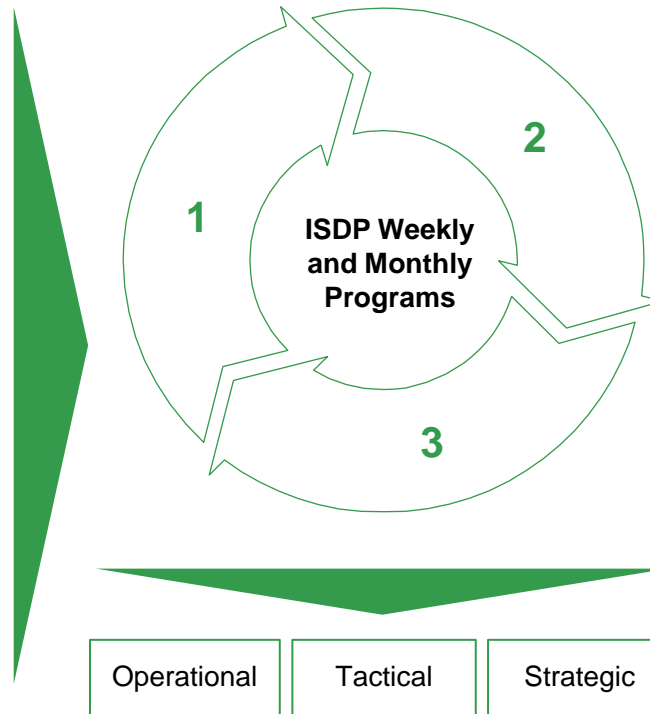 2
1
ISDP Weekly
and Monthly
Programs
3
Operational
Tactical
Strategic